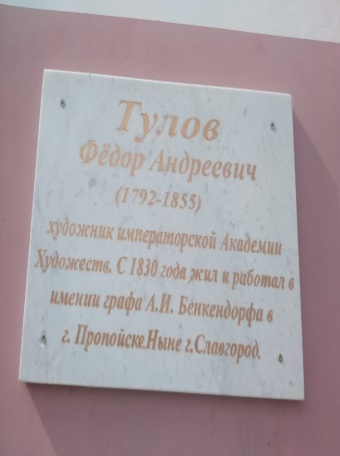 Тулов
Фёдор Андреевич
(1792-1855)
художник императорской Академии
Художеств. С 1830 года жил и работал в
имении графа А.И. Бенкендорфа в
г. Пропойске.Ныне г.Славгород.